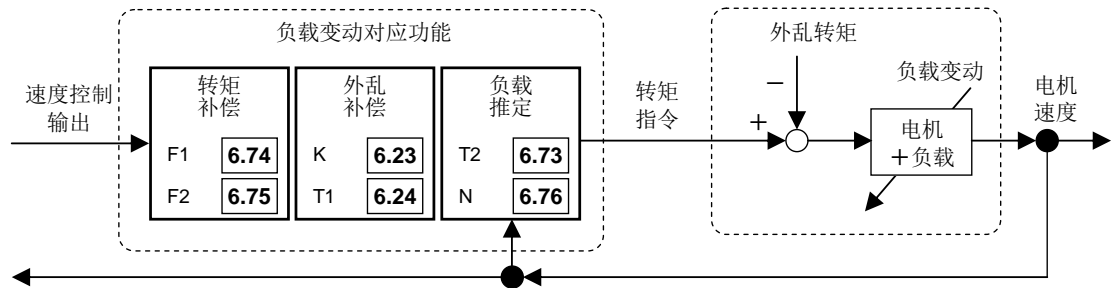 负载变动对应功能
外乱转矩
速度控制
输出
转矩
补偿
F1 6.74
F2 6.75
外乱
补偿
K 6.23
T1 6.24
负载
推定
T2 6.73
N 6.76
转矩
指令
−
+
负载变动
电机
+负载
电机
速度